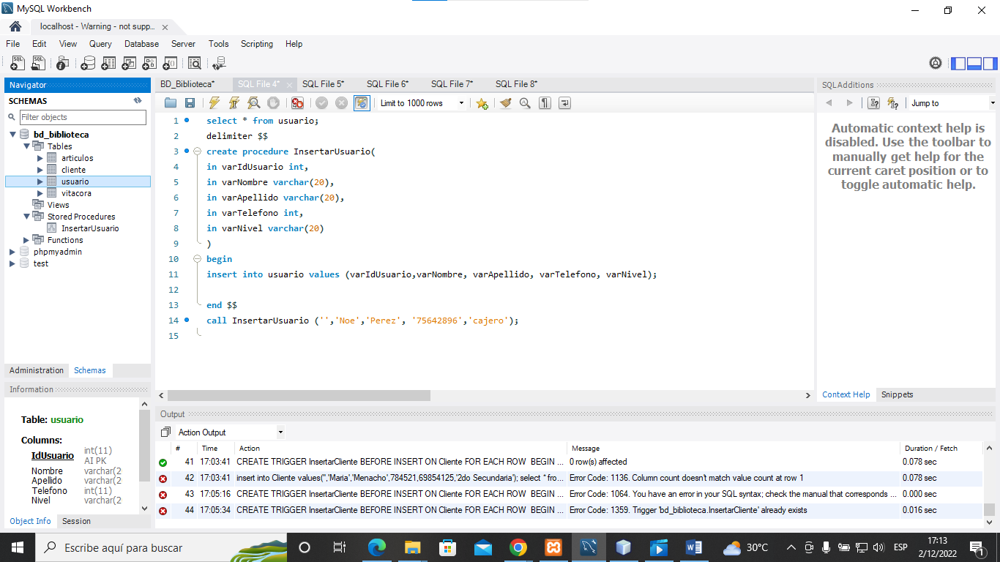 MySQL Workbench
localhost - Warning - not supp...
File Edit View Query Database Server Tools Scripting Help
Navigator
SCHEMAS
Filter objects
bd_biblioteca
Tables
articulos
cliente
usuario
vitacora
Views
Stored Procedures
InsertarUsuario
Functions
phpmyadmin
test
Administration Schemas
Information
Table: usuario
Columns:
IdUsuario int(11)
AI PK
Nombre varchar(2
Apellido varchar(2
Telefono int(11)
Nivel varchar(2
Object Info Session
BD_Biblioteca* SQL File 4* SQL File 5* SQL File 6* SQL File 7* SQL File 8*
Limit to 1000 rows
1 select * from usuario;
2 delimiter $$
3 create procedure InsertarUsuario(
4 in varIdUsuario int,
5 in varNombre varchar(20),
6 in varApellido varchar(20),
7 in varTelefono int,
8 in varNivel varchar(20)
9 )
10 begin
11 insert into usuario values (varIdUsuario,varNombre, varApellido, varTelefono, varNivel);
12
13 end $$
14 call InsertarUsuario ('','Noe','Perez', '75642896','cajero');
15
SQLAdditions
Jump to
Automatic context help is
disabled. Use the toolbar to
manually get help for the
current caret position or to
toggle automatic help.
Context Help Snippets
Output
Action Output
# Time Action Message Duration / Fetch
41 17:03:41 CREATE TRIGGER InsertarCliente BEFORE INSERT ON Cliente FOR EACH ROW BEGIN ... 0 row(s) affected 0.078 sec
42 17:03:41 insert into Cliente values('','Maria','Menacho',784521,69854125,'2do Secundaria'); select * fro... Error Code: 1136. Column count doesn't match value count at row 1 0.078 sec
43 17:05:16 CREATE TRIGGER InsertarCliente BEFORE INSERT ON Cliente FOR EACH ROW BEGIN ... Error Code: 1064. You have an error in your SQL syntax; check the manual that corresponds ... 0.000 sec
44 17:05:34 CREATE TRIGGER InsertarCliente BEFORE INSERT ON Cliente FOR EACH ROW BEGIN ... Error Code: 1359. Trigger 'bd_biblioteca.InsertarCliente' already exists 0.016 sec
Escribe aquí para buscar
30°C
ESP
17:13
2/12/2022
1